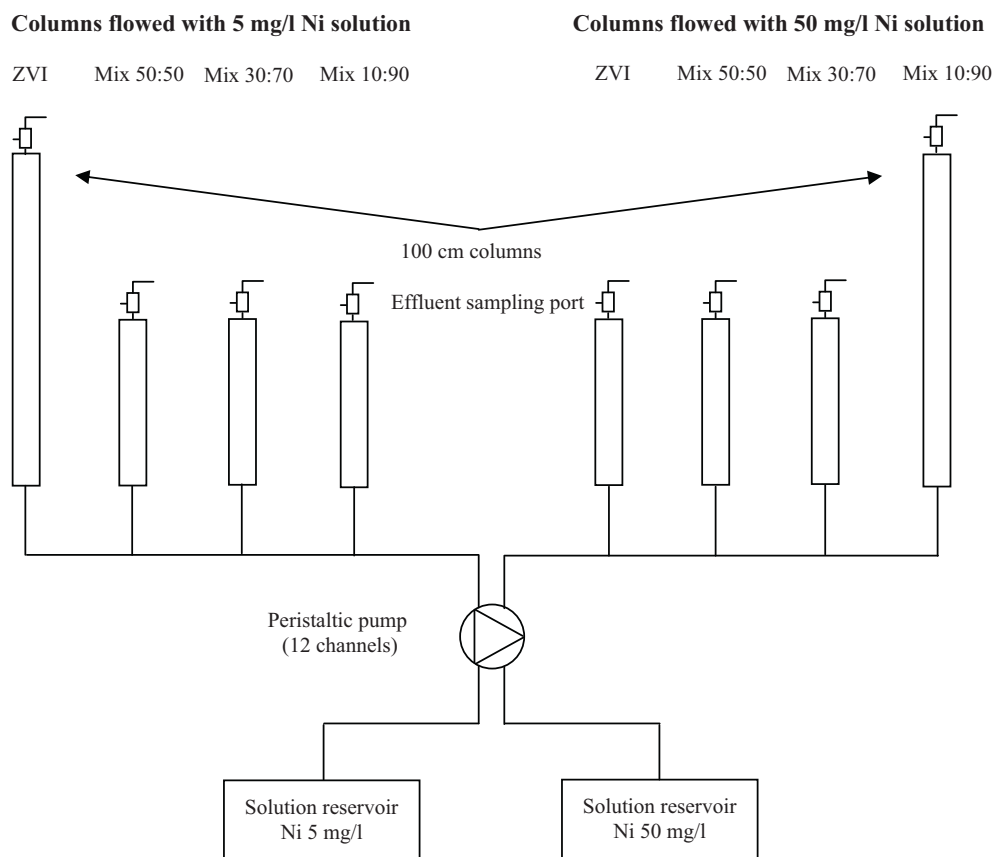 Columns flowed with 5 mg/l Ni solution
Columns flowed with 50 mg/l Ni solution
ZVI Mix 50:50 Mix 30:70 Mix 10:90
ZVI Mix 50:50 Mix 30:70 Mix 10:90
100 cm columns
Effluent sampling port
Peristaltic pump
(12 channels)
Solution reservoir
Ni 5 mg/l
Solution reservoir
Ni 50 mg/l